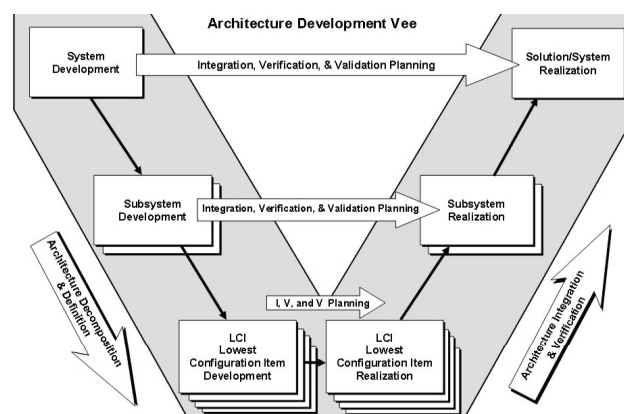 Architecture Development Vee
System
Development
Integration, Verification, & Validation Planning
Solution/System
Realization
Subsystem
Development
Integration, Verification, & Validation Planning
Subsystem
Realization
Architecture Decomposition
& Definition
I, V, and V Planning
LCI
Lowest
Configuration Item
Development
LCI
Lowest
Configuration Item
Realization
Architecture Integration
& Verification